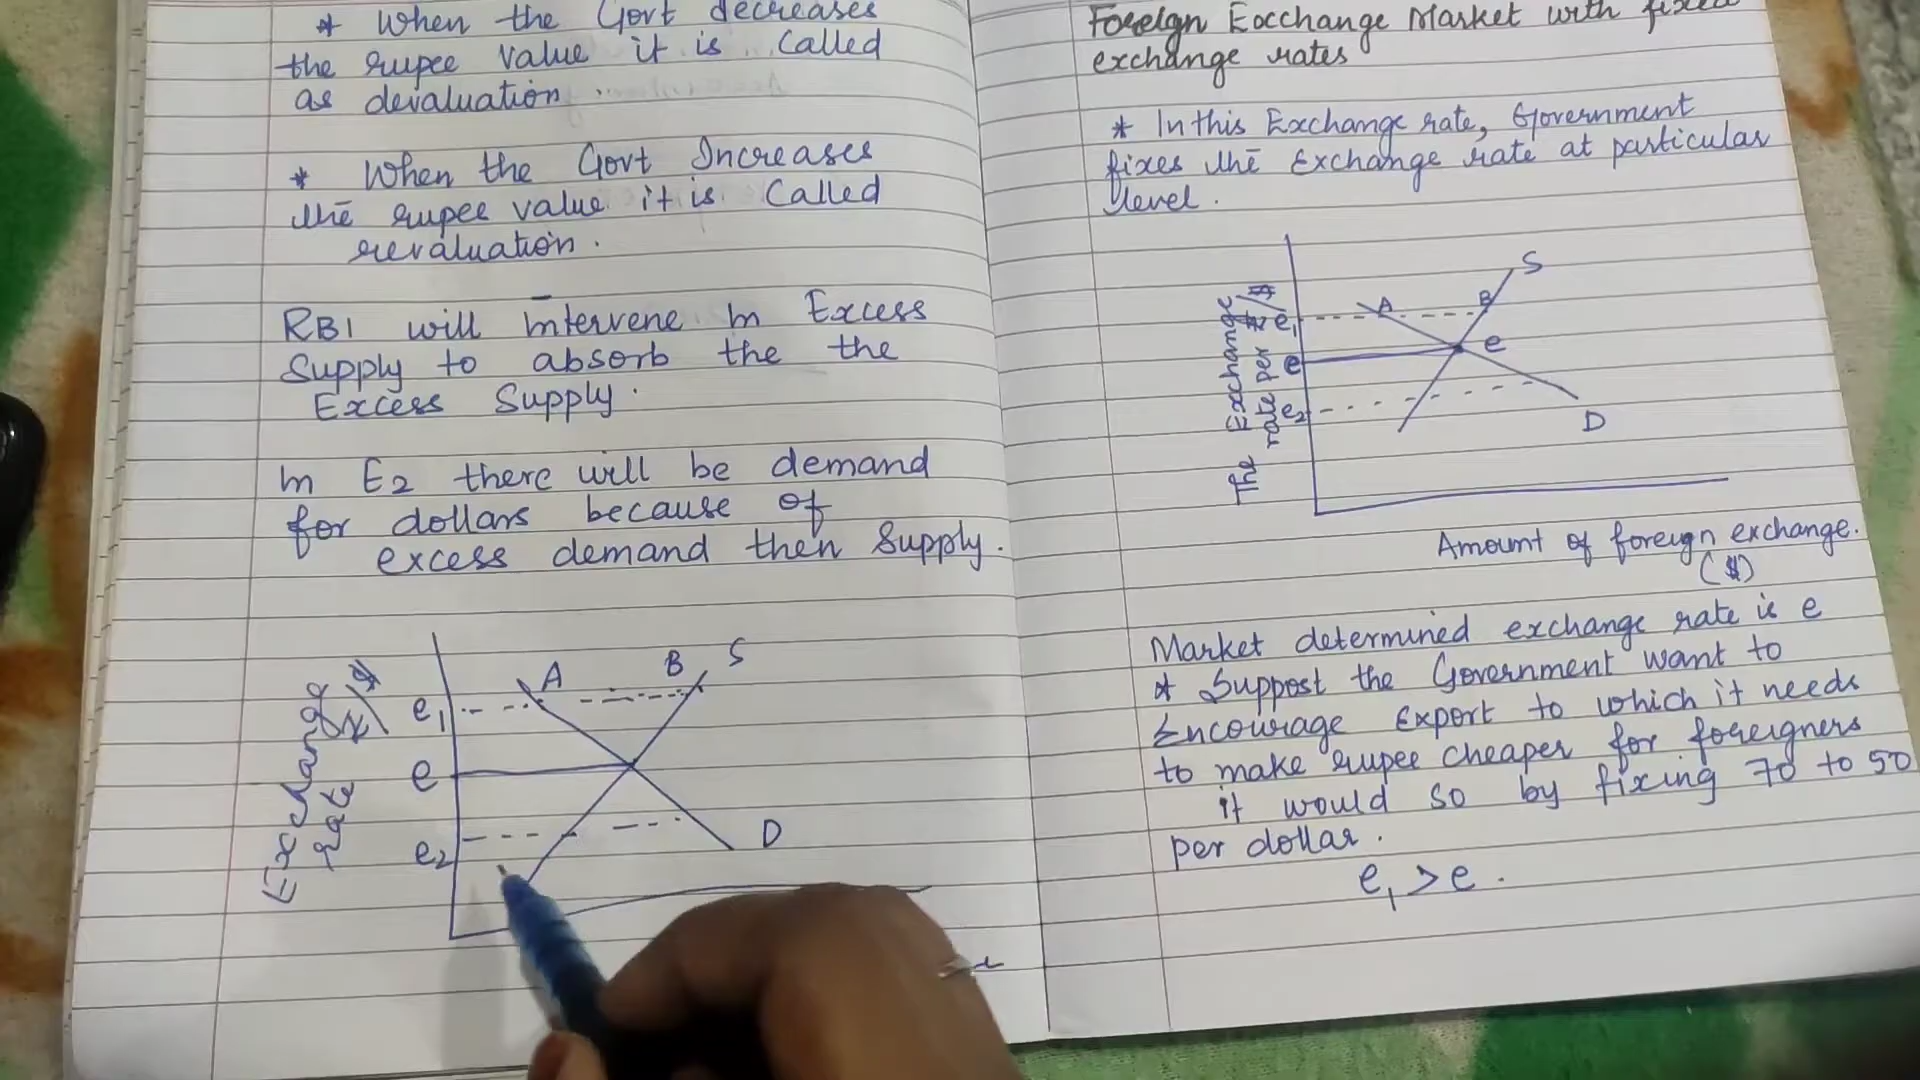 * When the Govt decreases
the rupee value it is called
as devaluation.
* When the Govt Increases
the rupee value it is called
revaluation.
RBI will intervene in Excess
Supply to absorb the the
Excess Supply.
In E2 there will be demand
for dollars because of
excess demand then Supply.
Exchange
rate
e1
e
e2
A
B
S
D
Foreign Exchange Market with fixed
exchange rates
* In this Exchange rate, Government
fixes the Exchange rate at particular
level.
The Exchange
rate per
e1
e
e2
A
B
S
e
D
Amount of foreign exchange.
($)
Market determined exchange rate is e
* Suppost the Government want to
Encourage Export to which it needs
to make rupee cheaper for foreigners
it would so by fixing 70 to 50
per dollar.
e1 > e.